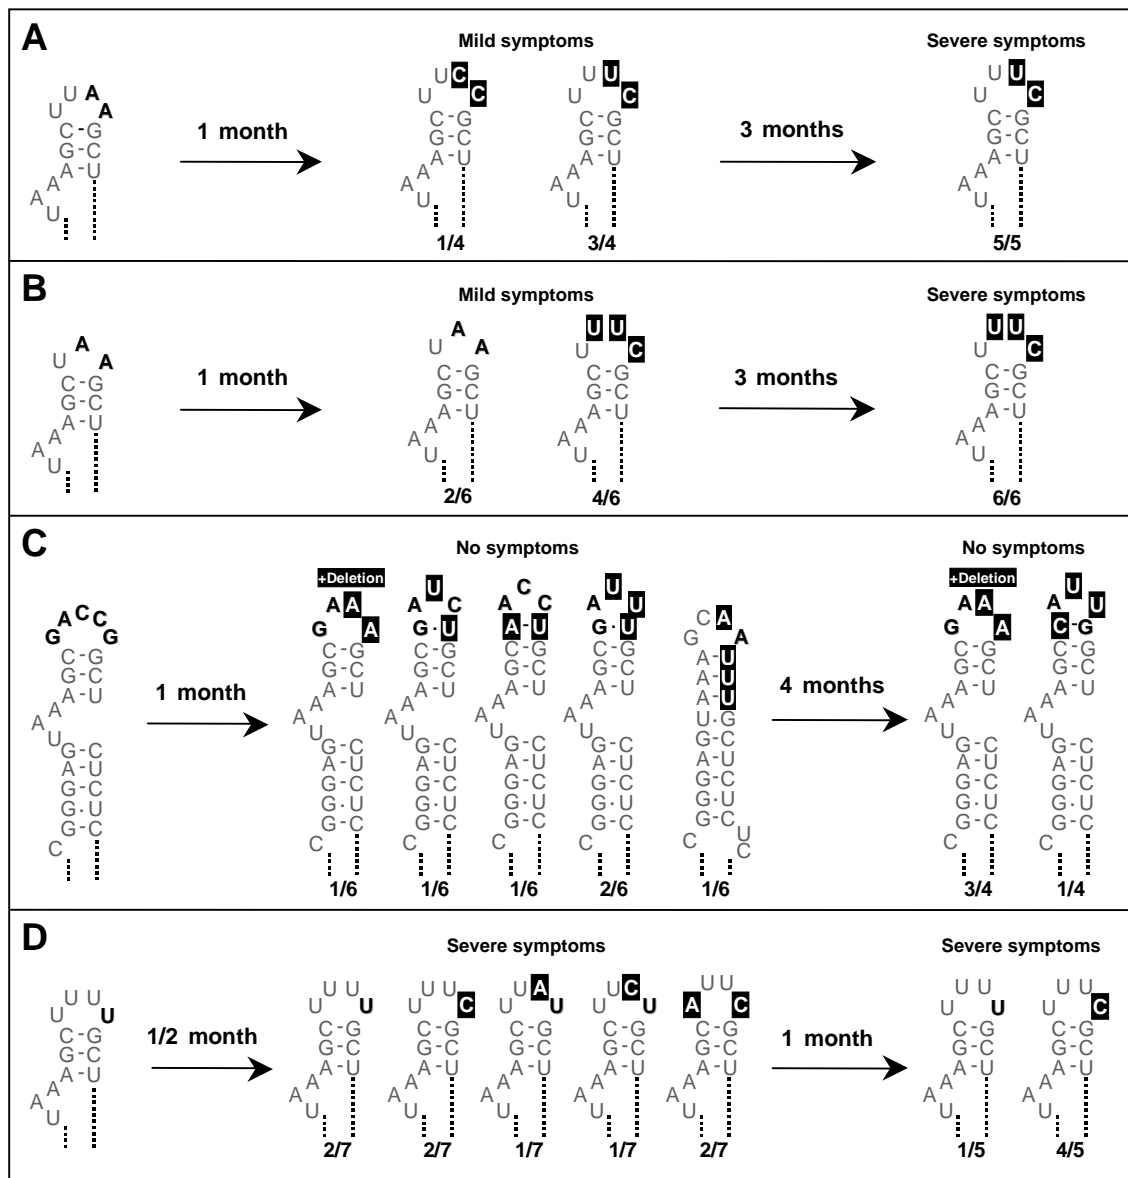 A
U A
U A
C-G
G-C
A-U
A
A
U
1 month
Mild symptoms
U C
U C
C-G
G-C
A-U
A
A
U
1/4
U U
U C
C-G
G-C
A-U
A
A
U
3/4
3 months
Severe symptoms
U U
U C
C-G
G-C
A-U
A
A
U
5/5
B
A
U A
C-G
G-C
A-U
A
A
U
1 month
Mild symptoms
A
U A
C-G
G-C
A-U
A
A
U
2/6
U U
U C
C-G
G-C
A-U
A
A
U
4/6
3 months
Severe symptoms
U U
U C
C-G
G-C
A-U
A
A
U
6/6
C
A C C
G G
C-G
G-C
A-U
A
A
U
G-C
A-U
G-C
G·U
G-C
C
1 month
No symptoms
+Deletion
A A
G A
C-G
G-C
A-U
A
A
U
G-C
A-U
G-C
G·U
G-C
C
1/6
U
A C
G·U
G-C
G-C
A-U
A
A
U
G-C
A-U
G-C
G·U
G-C
C
1/6
C
A C
A-U
C-G
G-C
A-U
A
A
U
G-C
A-U
G-C
G·U
G-C
C
1/6
U
A U
G·U
C-G
G-C
A-U
A
A
U
G-C
A-U
G-C
G·U
G-C
C
2/6
C A
G A
A-U
A-U
A-U
U·G
G-C
A-U
G-C
G·U
G-C
C U
C
1/6
4 months
No symptoms
+Deletion
A A
G A
C-G
G-C
A-U
A
A
U
G-C
A-U
G-C
G·U
G-C
C
3/4
U
A U
C-G
C-G
G-C
A-U
A
A
U
G-C
A-U
G-C
G·U
G-C
C
1/4
D
U U
U U
C-G
G-C
A-U
A
A
U
1/2 month
Severe symptoms
U U
U U
C-G
G-C
A-U
A
A
U
2/7
U U
U C
C-G
G-C
A-U
A
A
U
2/7
U A
U U
C-G
G-C
A-U
A
A
U
1/7
U C
U U
C-G
G-C
A-U
A
A
U
1/7
U U
A C
C-G
G-C
A-U
A
A
U
2/7
1 month
Severe symptoms
U U
U U
C-G
G-C
A-U
A
A
U
1/5
U U
U C
C-G
G-C
A-U
A
A
U
4/5